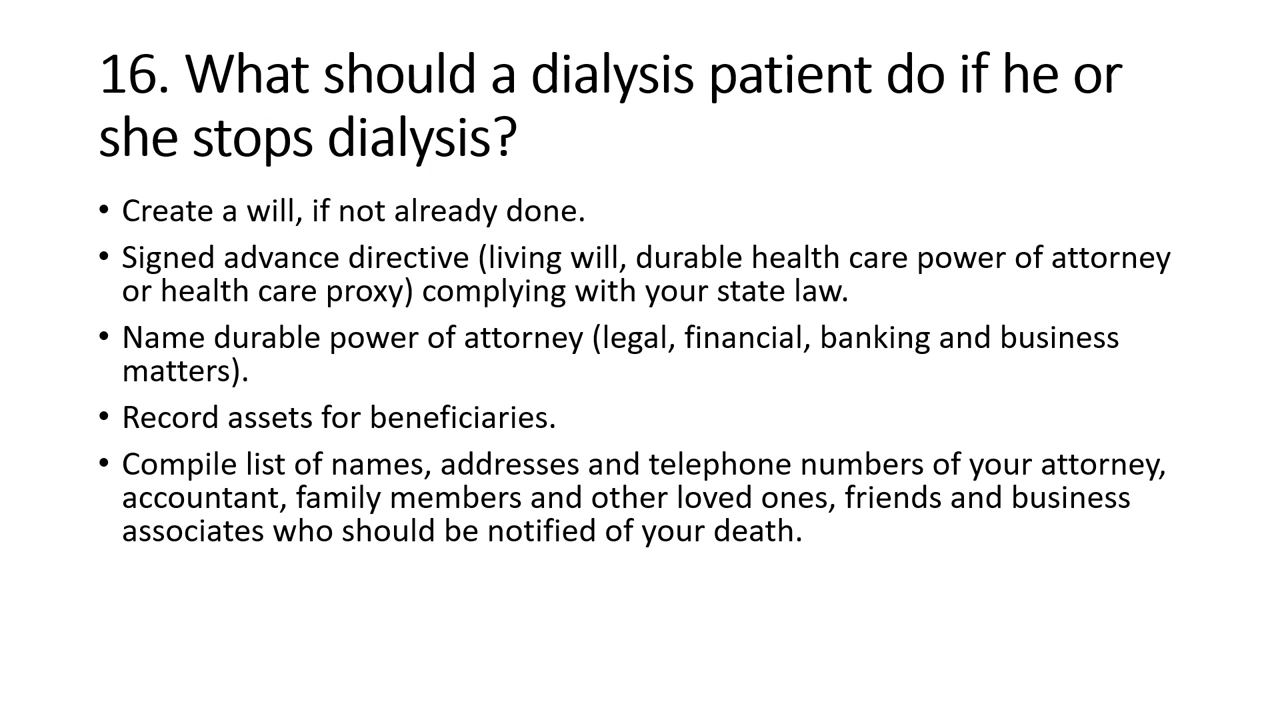 16. What should a dialysis patient do if he or
she stops dialysis?
• Create a will, if not already done.
• Signed advance directive (living will, durable health care power of attorney
or health care proxy) complying with your state law.
• Name durable power of attorney (legal, financial, banking and business
matters).
• Record assets for beneficiaries.
• Compile list of names, addresses and telephone numbers of your attorney,
accountant, family members and other loved ones, friends and business
associates who should be notified of your death.